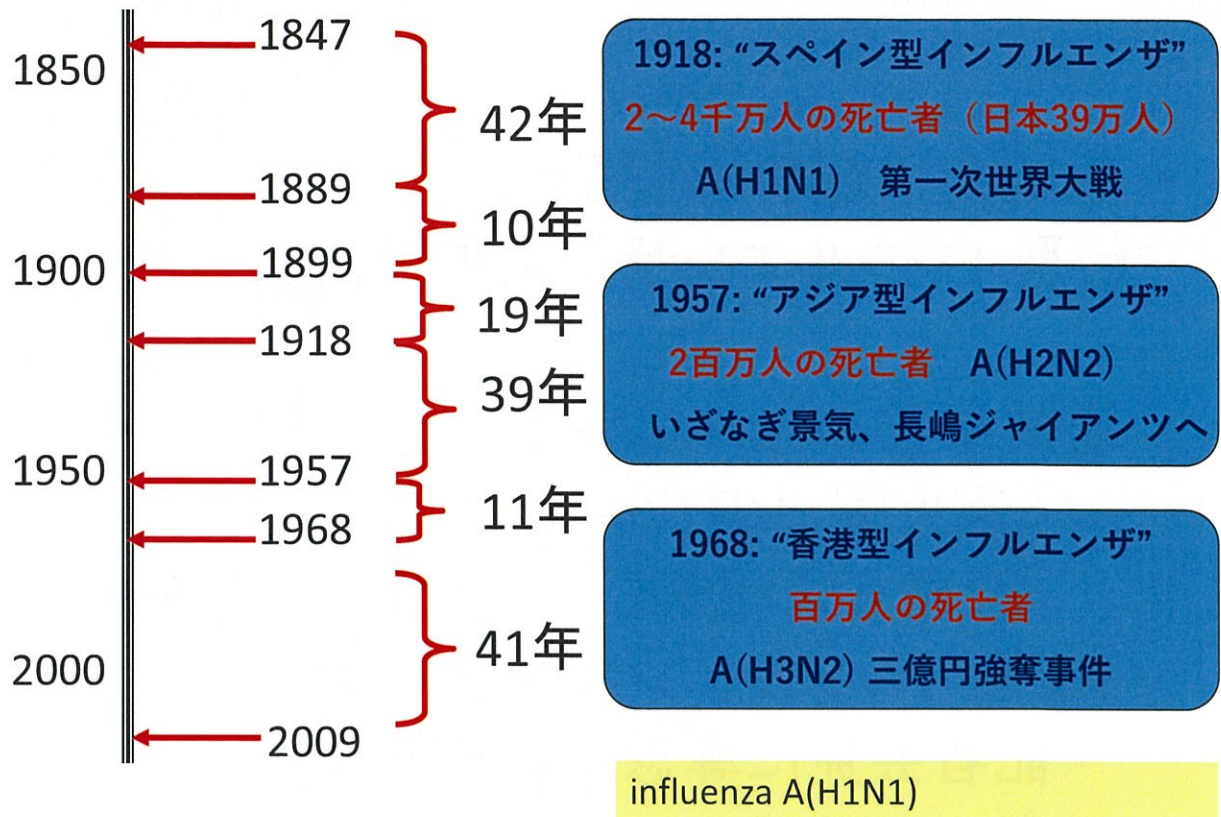 1850
1900
1950
2000
1847
1889
1899
1918
1957
1968
2009
42年
10年
19年
39年
11年
41年
1918: “スペイン型インフルエンザ”
2～4千万人の死亡者（日本39万人）
A(H1N1)　第一次世界大戦
1957: “アジア型インフルエンザ”
2百万人の死亡者　A(H2N2)
いざなぎ景気、長嶋ジャイアンツへ
1968: “香港型インフルエンザ”
百万人の死亡者
A(H3N2) 三億円強奪事件
influenza A(H1N1)